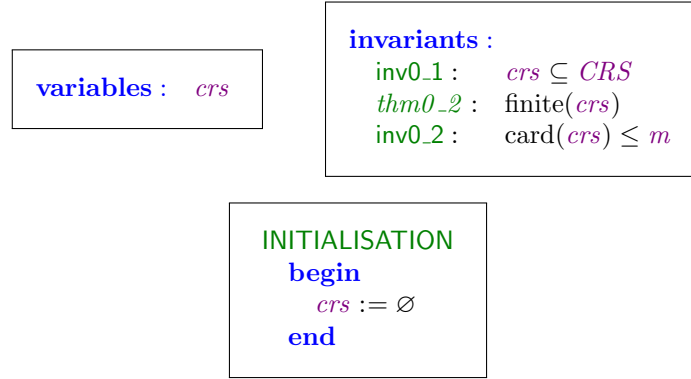 variables : crs
invariants :
inv0_1 : crs ⊆ CRS
thm0_2 : finite(crs)
inv0_2 : card(crs) ≤ m
INITIALISATION
begin
crs := ∅
end